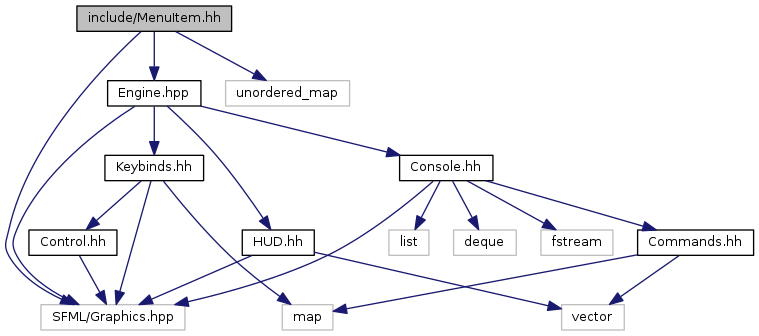 include/MenuItem.hh
Engine.hpp
unordered_map
Keybinds.hh
Console.hh
Control.hh
HUD.hh
list
deque
fstream
Commands.hh
SFML/Graphics.hpp
map
vector